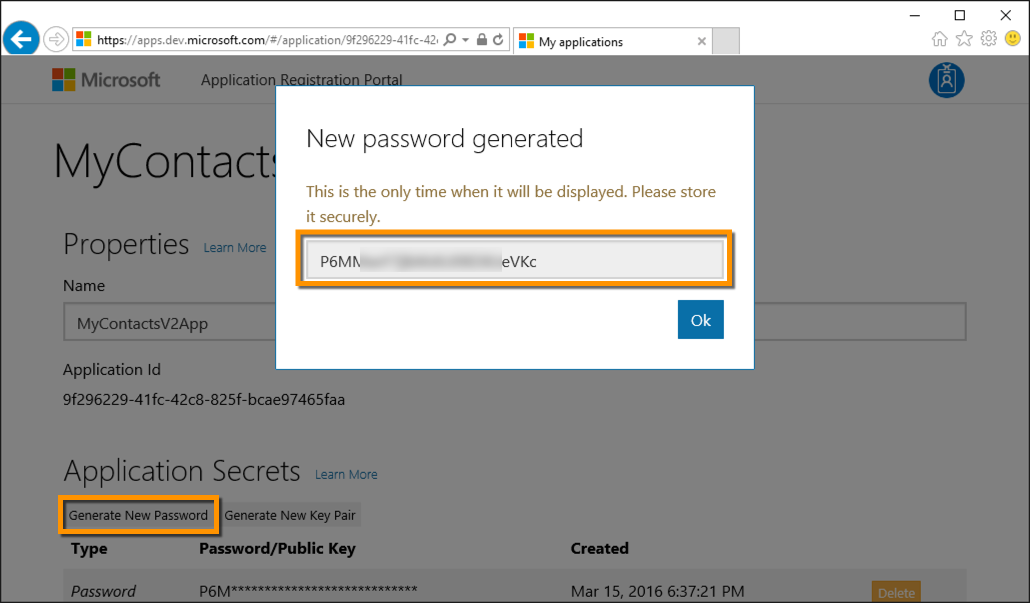 https://apps.dev.microsoft.com/#/application/9f296229-41fc-42
My applications
Microsoft
Application Registration Portal
MyContacts
New password generated
This is the only time when it will be displayed. Please store
it securely.
P6MM eVKc
Ok
Properties Learn More
Name
MyContactsV2App
Application Id
9f296229-41fc-42c8-825f-bcae97465faa
Application Secrets Learn More
Generate New Password Generate New Key Pair
Type Password/Public Key Created
Password P6M**************************** Mar 15, 2016 6:37:21 PM Delete